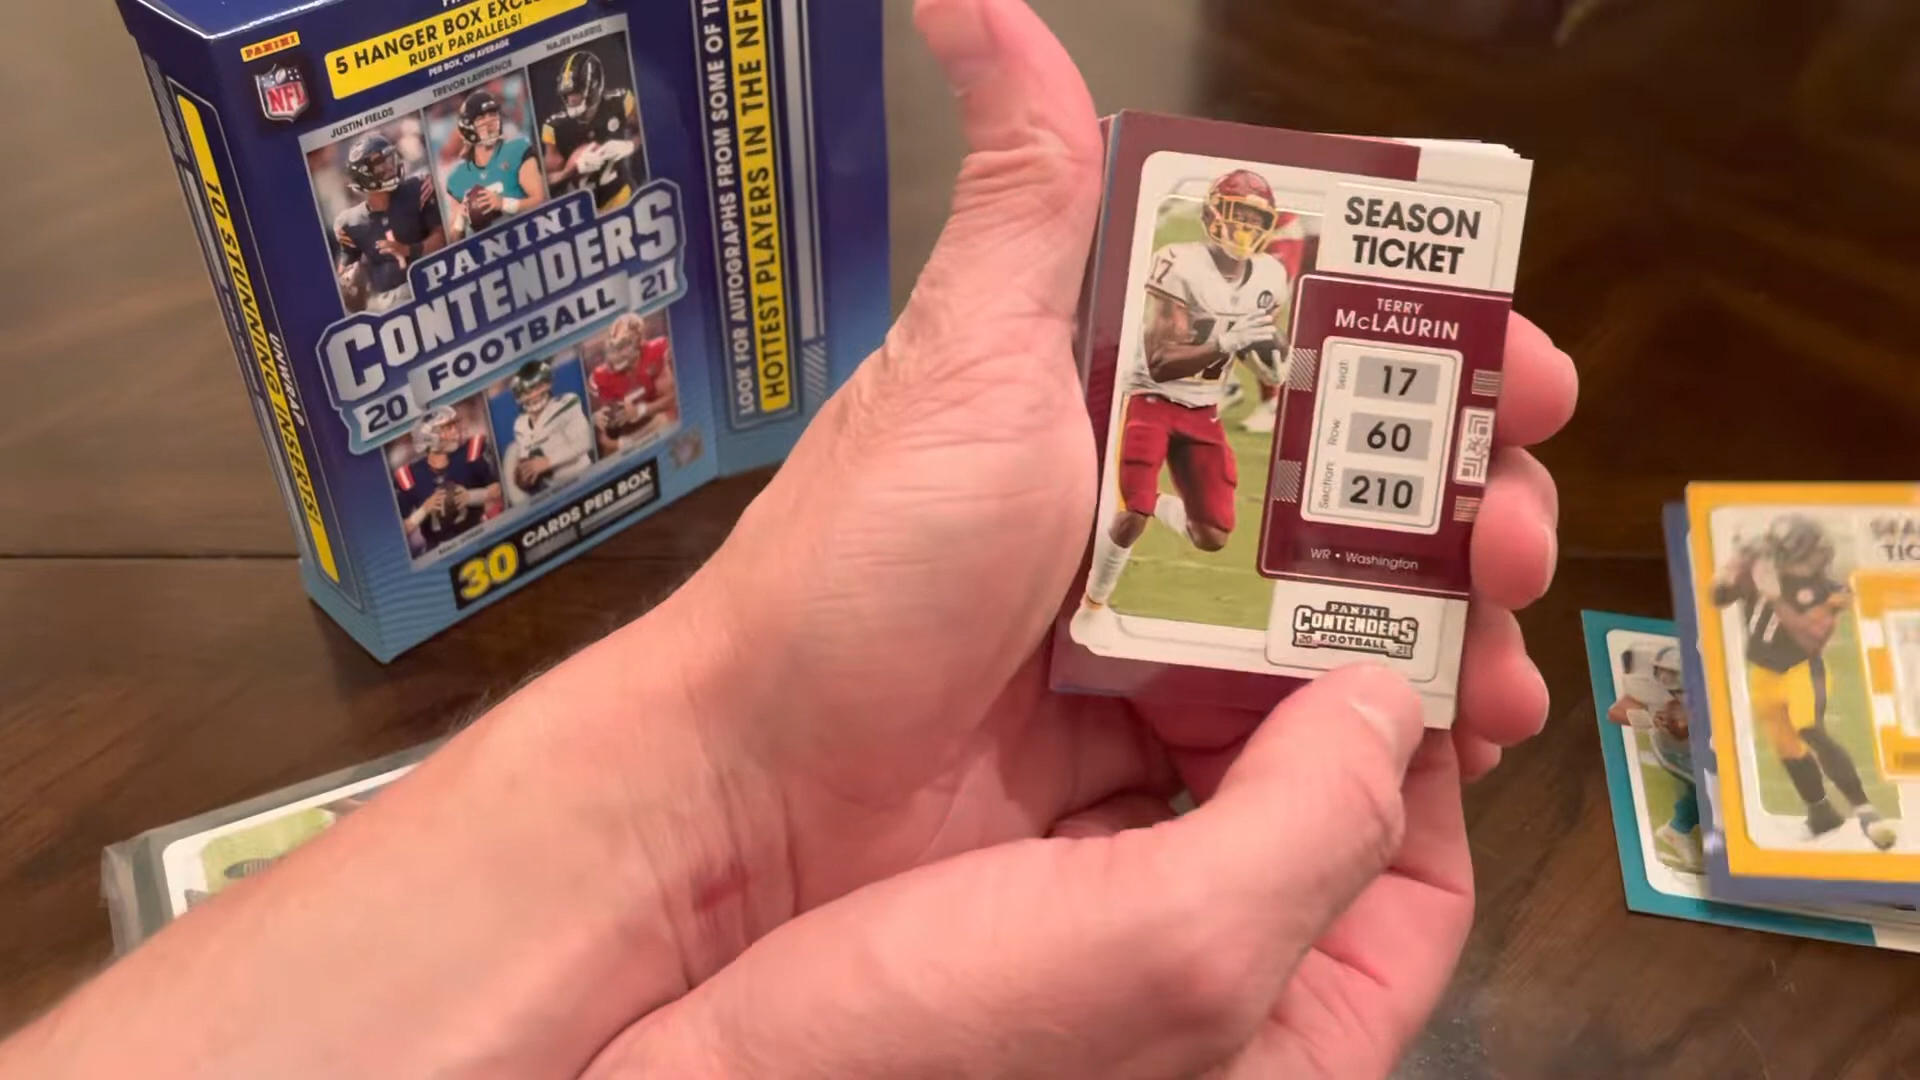 PANINI
NFL
5 HANGER BOX
RUBY PARALLELS!
PER BOX, ON AVERAGE
JUSTIN FIELDS
TREVOR LAWRENCE
NAJEE HARRIS
PANINI
CONTENDERS
FOOTBALL
20 21
30 CARDS PER BOX
10 STUNNING INSERTS!
UNWRAP
LOOK FOR AUTOGRAPHS FROM SOME OF
HOTTEST PLAYERS IN THE NFL
17
SEASON
TICKET
TERRY
McLAURIN
Seat 17
Row 60
Section 210
WR • Washington
PANINI
CONTENDERS
20 FOOTBALL 21